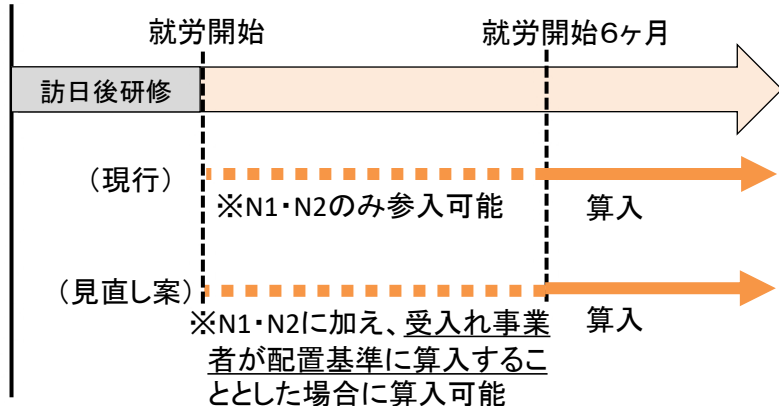 就労開始
就労開始６ヶ月
訪日後研修
（現行）
※N1・N2のみ参入可能
算入
（見直し案）
※N1・N2に加え、受入れ事業
者が配置基準に算入するこ
ととした場合に算入可能
算入